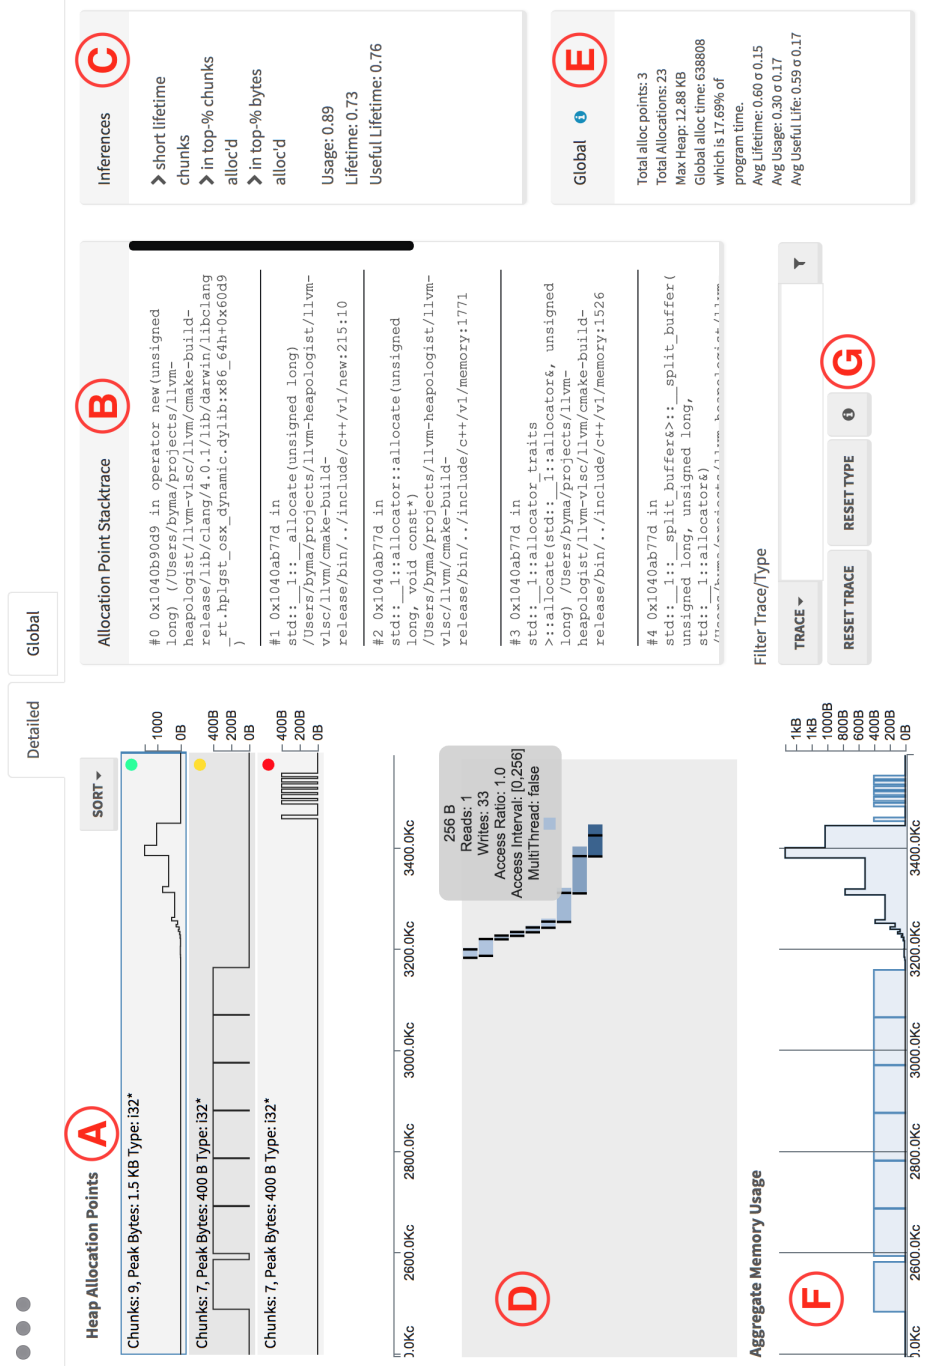 Detailed
Global
Heap Allocation Points
A
SORT
Chunks: 9, Peak Bytes: 1.5 KB Type: i32*
1000
0B
Chunks: 7, Peak Bytes: 400 B Type: i32*
400B
200B
0B
Chunks: 7, Peak Bytes: 400 B Type: i32*
400B
200B
0B
2600.0Kc
2800.0Kc
3000.0Kc
3200.0Kc
3400.0Kc
D
256 B
Reads: 1
Writes: 33
Access Ratio: 1.0
Access Interval: [0,256]
MultiThread: false
Aggregate Memory Usage
F
1kB
1kB
1000B
800B
600B
400B
200B
0B
2600.0Kc
2800.0Kc
3000.0Kc
3200.0Kc
3400.0Kc
Allocation Point Stacktrace
B
#0 0x1040b90d9 in operator new(unsigned
long) (/Users/byma/projects/llvm-
heapologist/llvm-vlsc/llvm/cmake-build-
release/lib/clang/4.0.1/lib/darwin/libclang
_rt.hplgst_osx_dynamic.dylib:x86_64h+0x60d9
)
#1 0x1040ab77d in
std::__1::__allocate(unsigned long)
/Users/byma/projects/llvm-heapologist/llvm-
vlsc/llvm/cmake-build-
release/bin/../include/c++/v1/new:215:10
#2 0x1040ab77d in
std::__1::allocator::allocate(unsigned
long, void const*)
/Users/byma/projects/llvm-heapologist/llvm-
vlsc/llvm/cmake-build-
release/bin/../include/c++/v1/memory:1771
#3 0x1040ab77d in
std::__1::allocator_traits
>::allocate(std::__1::allocator&, unsigned
long) /Users/byma/projects/llvm-
heapologist/llvm-vlsc/llvm/cmake-build-
release/bin/../include/c++/v1/memory:1526
#4 0x1040ab77d in
std::__1::__split_buffer&>::__split_buffer(
unsigned long, unsigned long,
std::__1::allocator&)
Filter Trace/Type
TRACE
RESET TRACE
RESET TYPE
G
Inferences
C
short lifetime
chunks
in top-% chunks
alloc'd
in top-% bytes
alloc'd
Usage: 0.89
Lifetime: 0.73
Useful Lifetime: 0.76
Global
E
Total alloc points: 3
Total Allocations: 23
Max Heap: 12.88 KB
Global alloc time: 638808
which is 17.69% of
program time.
Avg Lifetime: 0.60 σ 0.15
Avg Usage: 0.30 σ 0.17
Avg Useful Life: 0.59 σ 0.17